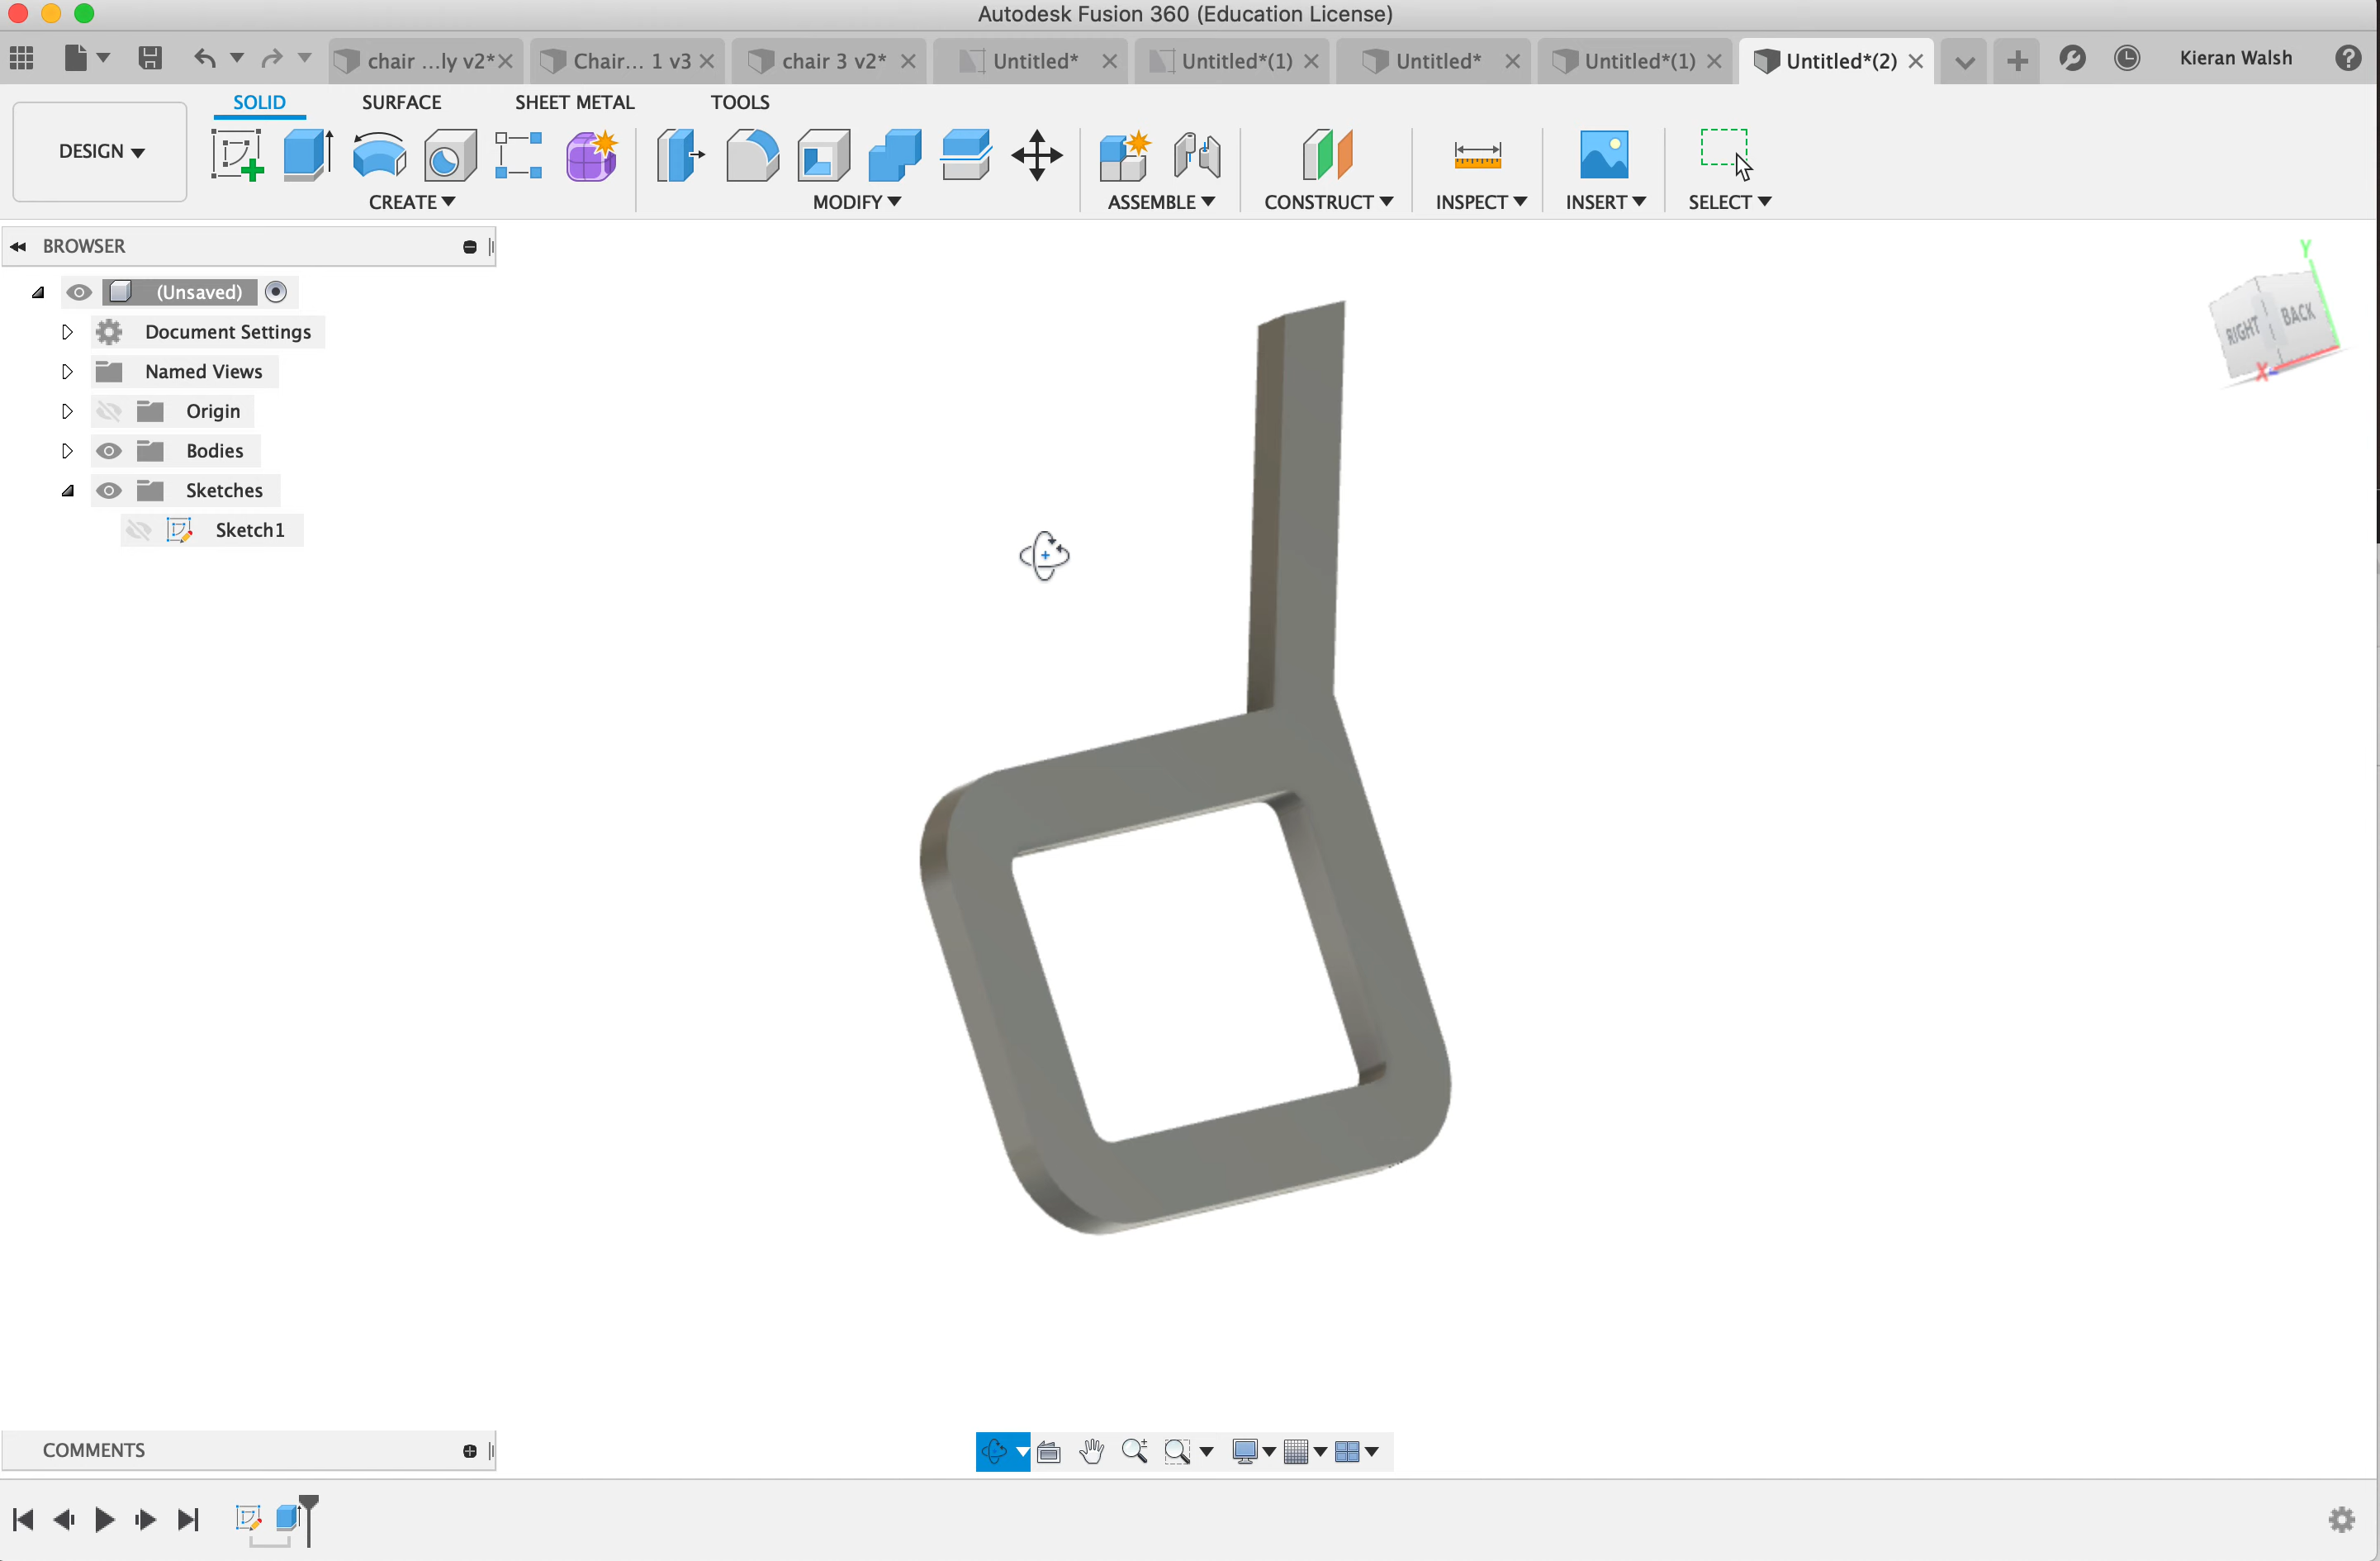 Autodesk Fusion 360 (Education License)
chair ...ly v2* Chair... 1 v3 chair 3 v2* Untitled* Untitled*(1) Untitled* Untitled*(1) Untitled*(2) Kieran Walsh
SOLID SURFACE SHEET METAL TOOLS
DESIGN
CREATE MODIFY ASSEMBLE CONSTRUCT INSPECT INSERT SELECT
BROWSER
(Unsaved)
Document Settings
Named Views
Origin
Bodies
Sketches
Sketch1
Y
RIGHT BACK
X
COMMENTS